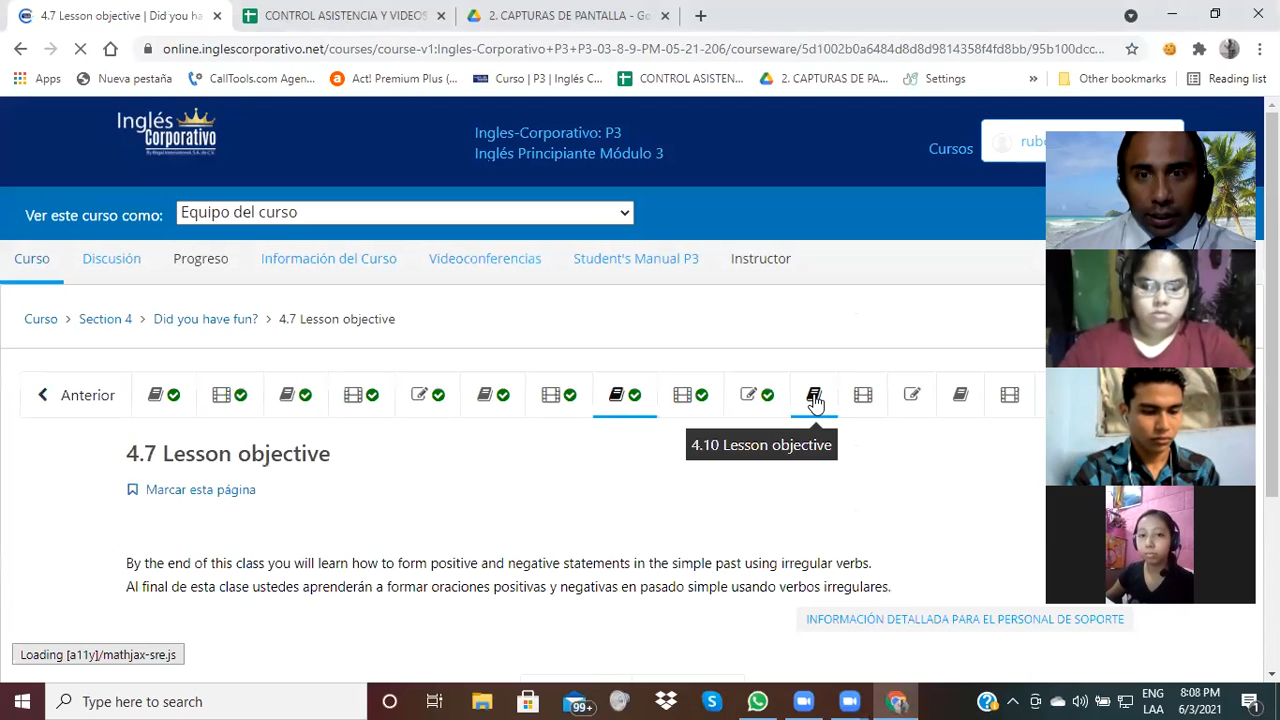 4.7 Lesson objective | Did you ha
CONTROL ASISTENCIA Y VIDEOS
2. CAPTURAS DE PANTALLA - Go
online.inglescorporativo.net/courses/course-v1:Ingles-Corporativo+P3+P3-03-8-9-PM-05-21-206/courseware/5d1002b0a6484d8d8d9814358f4fd8bb/95b100dcc...
Apps
Nueva pestaña
CallTools.com Agen...
Act! Premium Plus (...
Curso | P3 | Inglés C...
CONTROL ASISTEN...
2. CAPTURAS DE PA...
Settings
»
Other bookmarks
Reading list
Inglés
Corporativo
Ingles-Corporativo: P3
Inglés Principiante Módulo 3
Cursos
rub
Ver este curso como:
Equipo del curso
Curso
Discusión
Progreso
Información del Curso
Videoconferencias
Student's Manual P3
Instructor
Curso > Section 4 > Did you have fun? > 4.7 Lesson objective
Anterior
4.10 Lesson objective
4.7 Lesson objective
Marcar esta página
By the end of this class you will learn how to form positive and negative statements in the simple past using irregular verbs.
Al final de esta clase ustedes aprenderán a formar oraciones positivas y negativas en pasado simple usando verbos irregulares.
INFORMACIÓN DETALLADA PARA EL PERSONAL DE SOPORTE
Loading [a11y]/mathjax-sre.js
Type here to search
99+
ENG
LAA
8:08 PM
6/3/2021